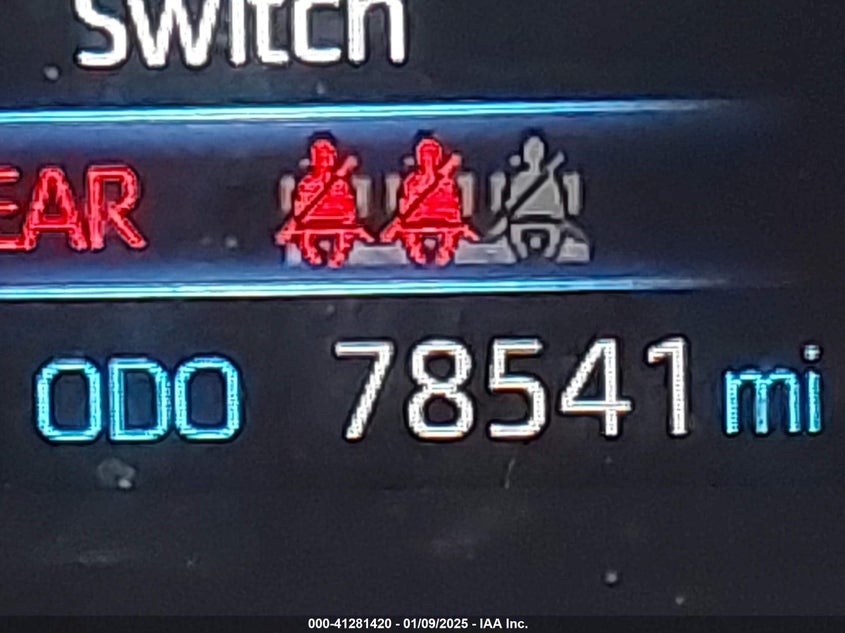 Switch
EAR
ODO 78541 mi
000-41281420 - 01/09/2025 - IAA Inc.